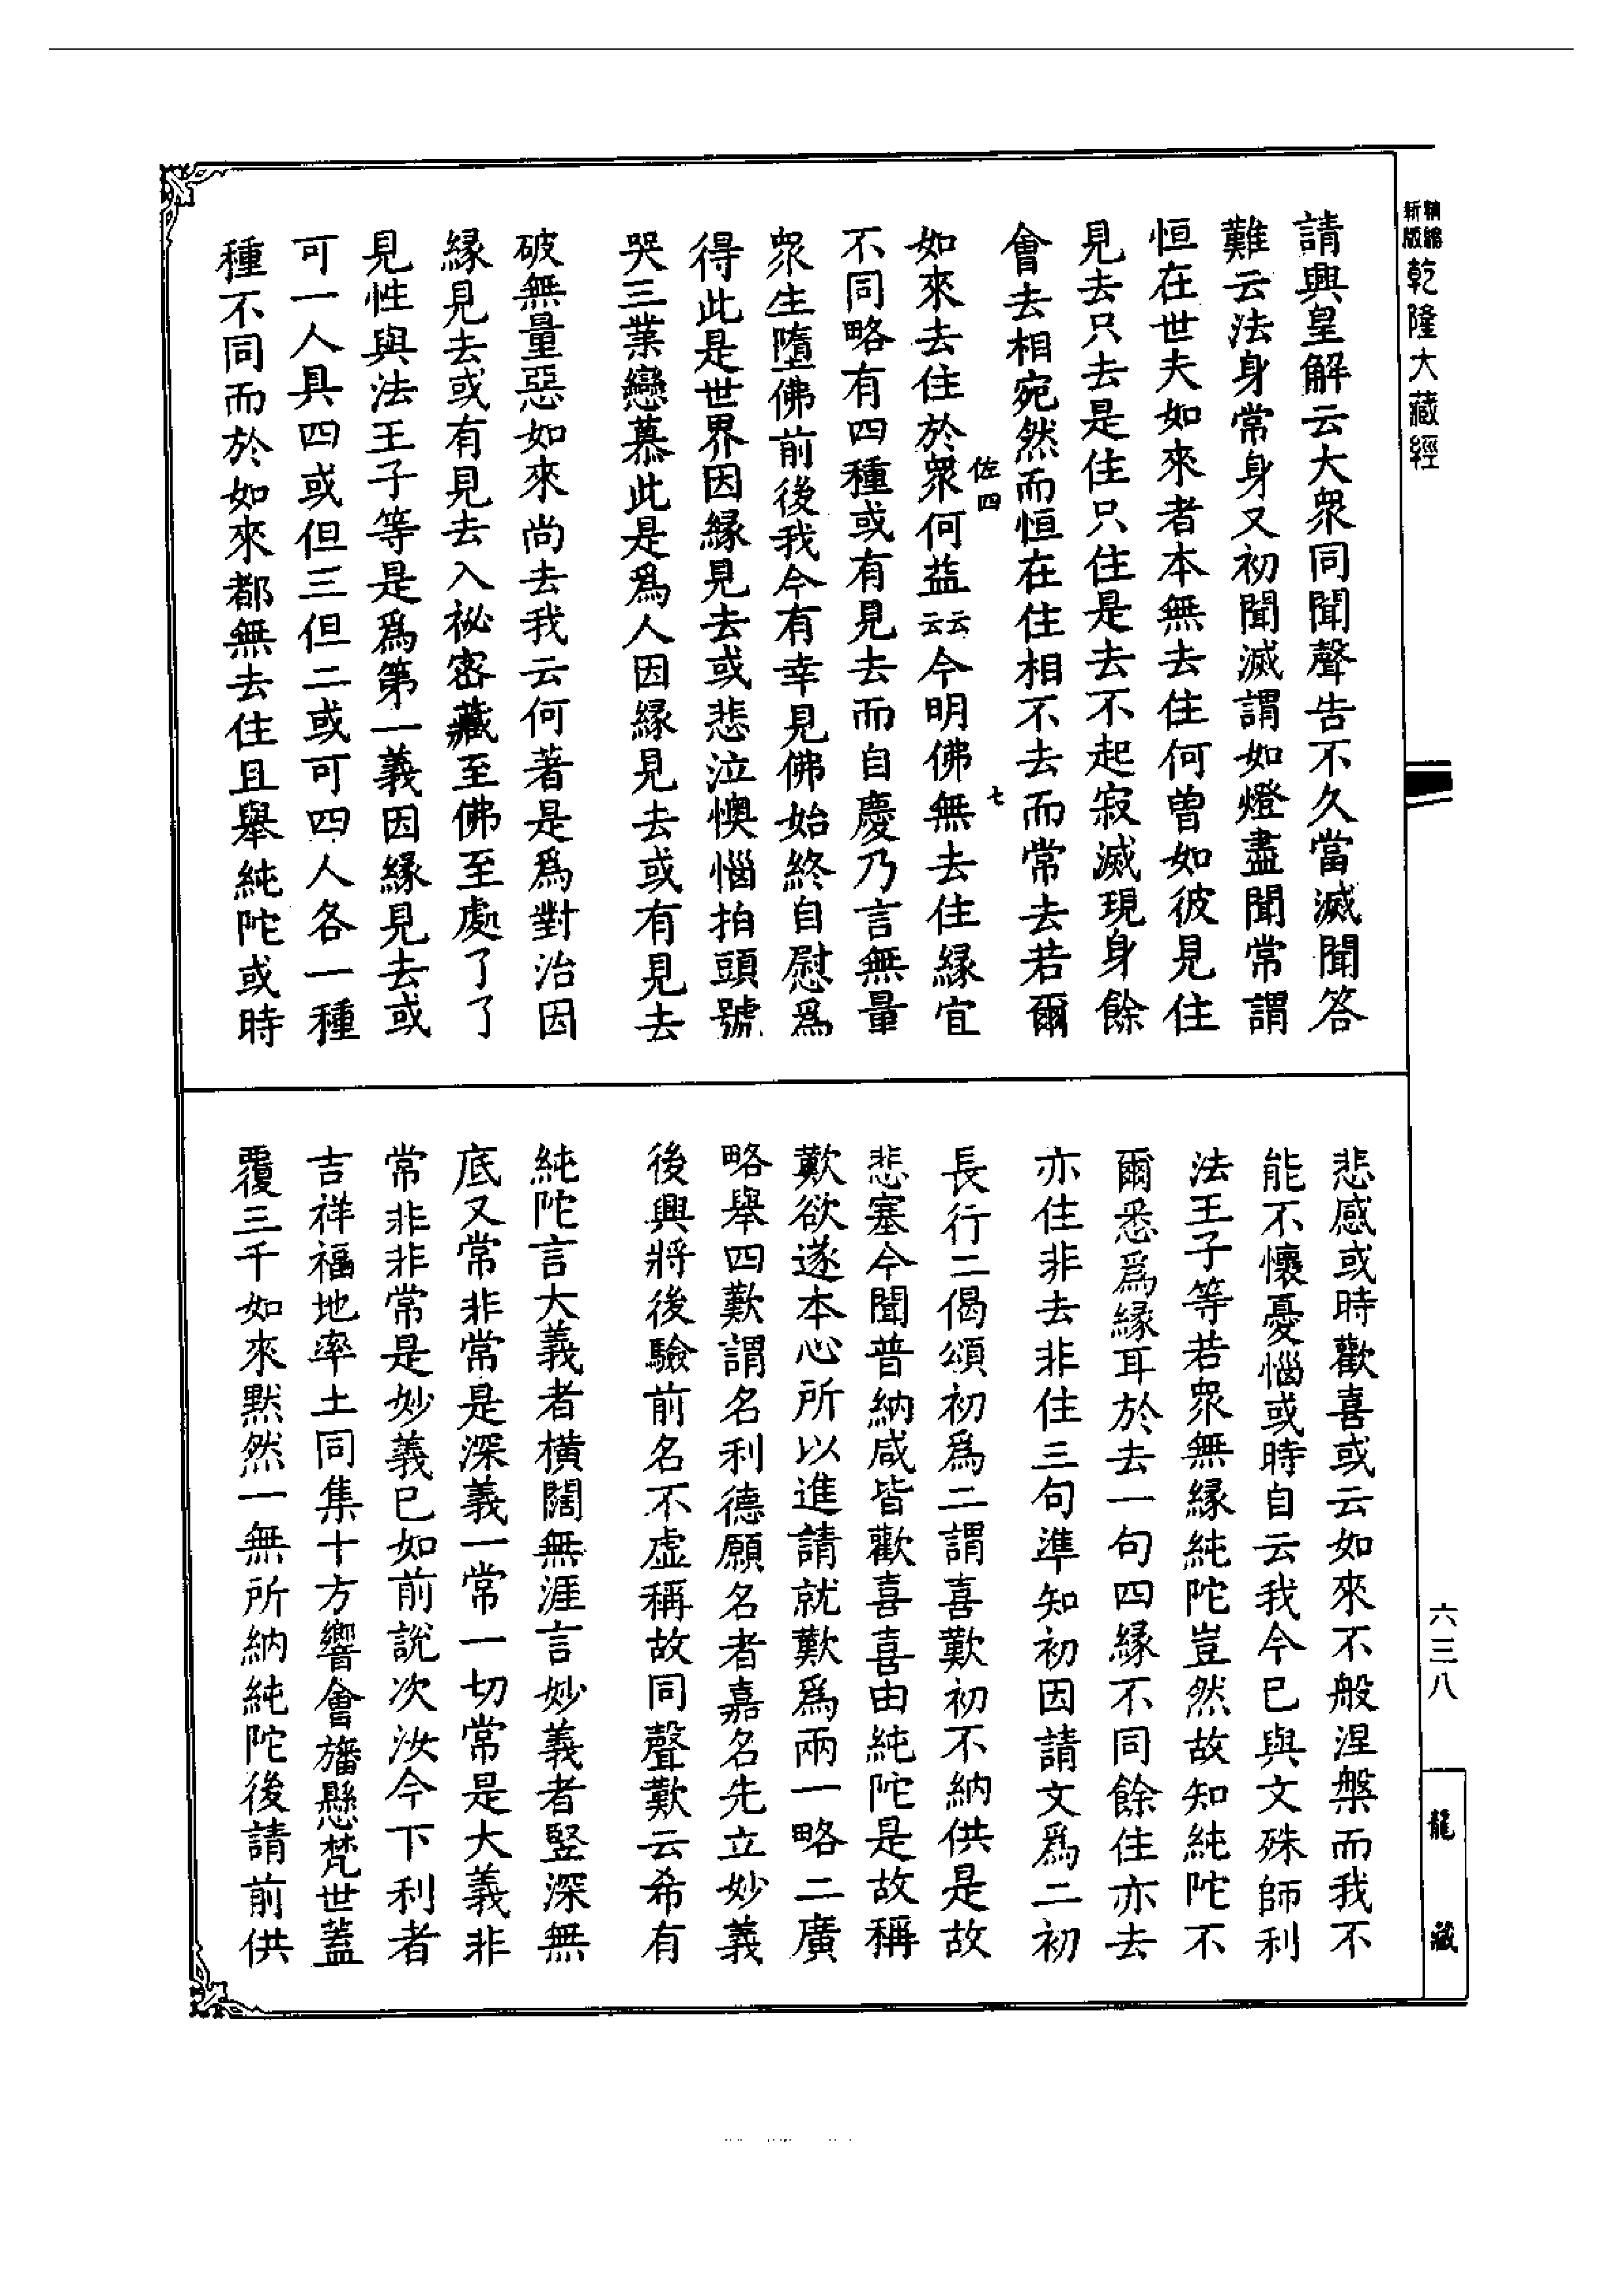 新版精縮乾隆大藏經
請興皇解云大衆同聞聲告不久當滅聞答
難云法身常身又初聞滅謂如燈盡聞常謂
恒在世夫如來者本無去住何曾如彼見住
見去只去是住只住是去不起寂滅現身餘
會去相宛然而恒在住相不去而常去若爾
佐四
七
如來去住於衆何益云云今明佛無去住緣宜
不同略有四種或有見去而自慶乃言無量
衆生墮佛前後我今有幸見佛始終自慰爲
得此是世界因緣見去或悲泣懊惱拍頭號
哭三業戀慕此是爲人因緣見去或有見去
破無量惡如來尚去我云何著是爲對治因
緣見去或有見去入祕密藏至佛至處了了
見性與法王子等是爲第一義因緣見去或
可一人具四或但三但二或可四人各一種
種不同而於如來都無去住且舉純陀或時
悲感或時歡喜或云如來不般涅槃而我不
能不懷憂惱或時自云我今已與文殊師利
法王子等若衆無緣純陀豈然故知純陀不
爾悉爲緣耳於去一句四緣不同餘住亦去
亦住非去非住三句準知初因請文爲二初
長行二偈頌初爲二謂喜歎初不納供是故
悲塞今聞普納咸皆歡喜喜由純陀是故稱
歎欲遂本心所以進請就歎爲兩一略二廣
略舉四歎謂名利德願名者嘉名先立妙義
後興將後驗前名不虛稱故同聲歎云希有
純陀言大義者橫闊無涯言妙義者豎深無
底又常非常是深義一常一切常是大義非
常非非常是妙義已如前說次汝今下利者
吉祥福地率土同集十方響會旛懸梵世蓋
覆三千如來默然一無所納純陀後請前供
六三八
龍藏